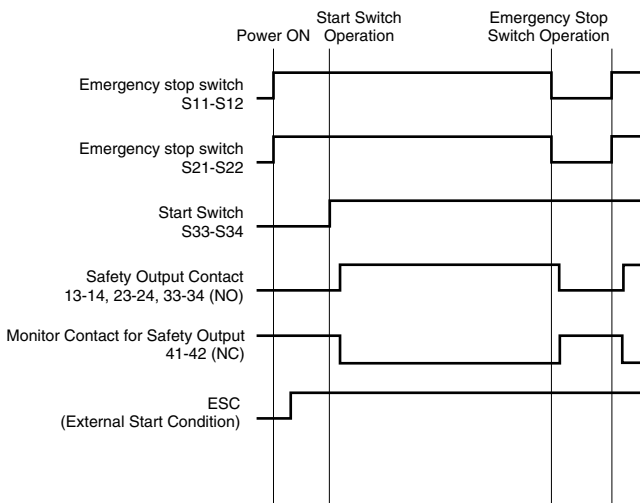 Start Switch
Operation
Emergency Stop
Switch Operation
Power ON
Emergency stop switch
S11-S12
Emergency stop switch
S21-S22
Start Switch
S33-S34
Safety Output Contact
13-14, 23-24, 33-34 (NO)
Monitor Contact for Safety Output
41-42 (NC)
ESC
(External Start Condition)